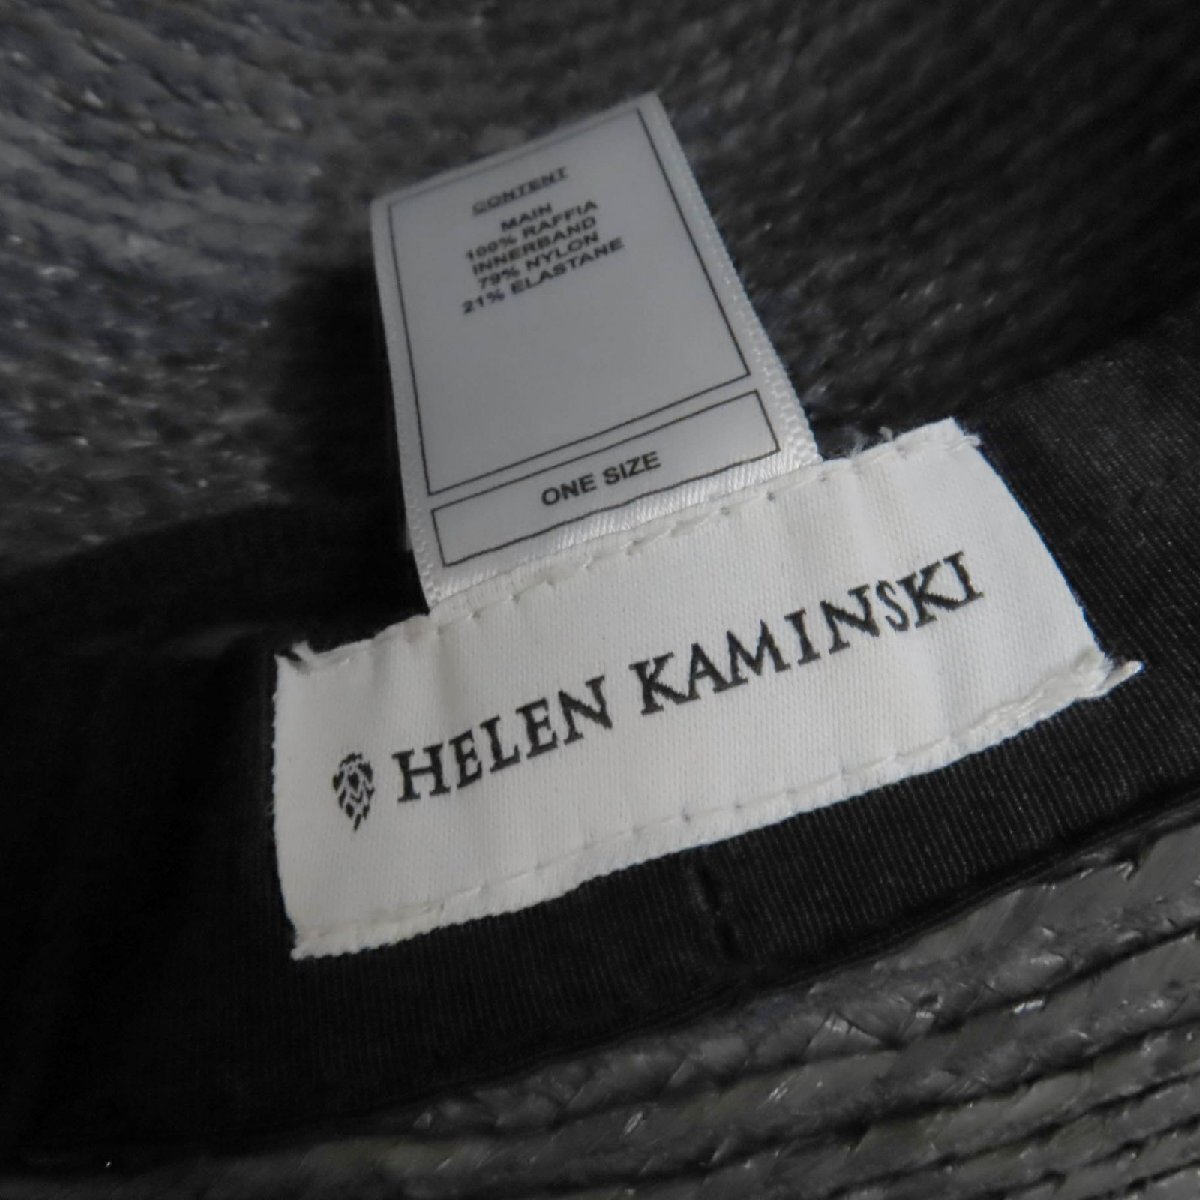 CONTENT
MAIN
100% RAFFIA
INNERBAND
79% NYLON
21% ELASTANE
ONE SIZE
HELEN KAMINSKI